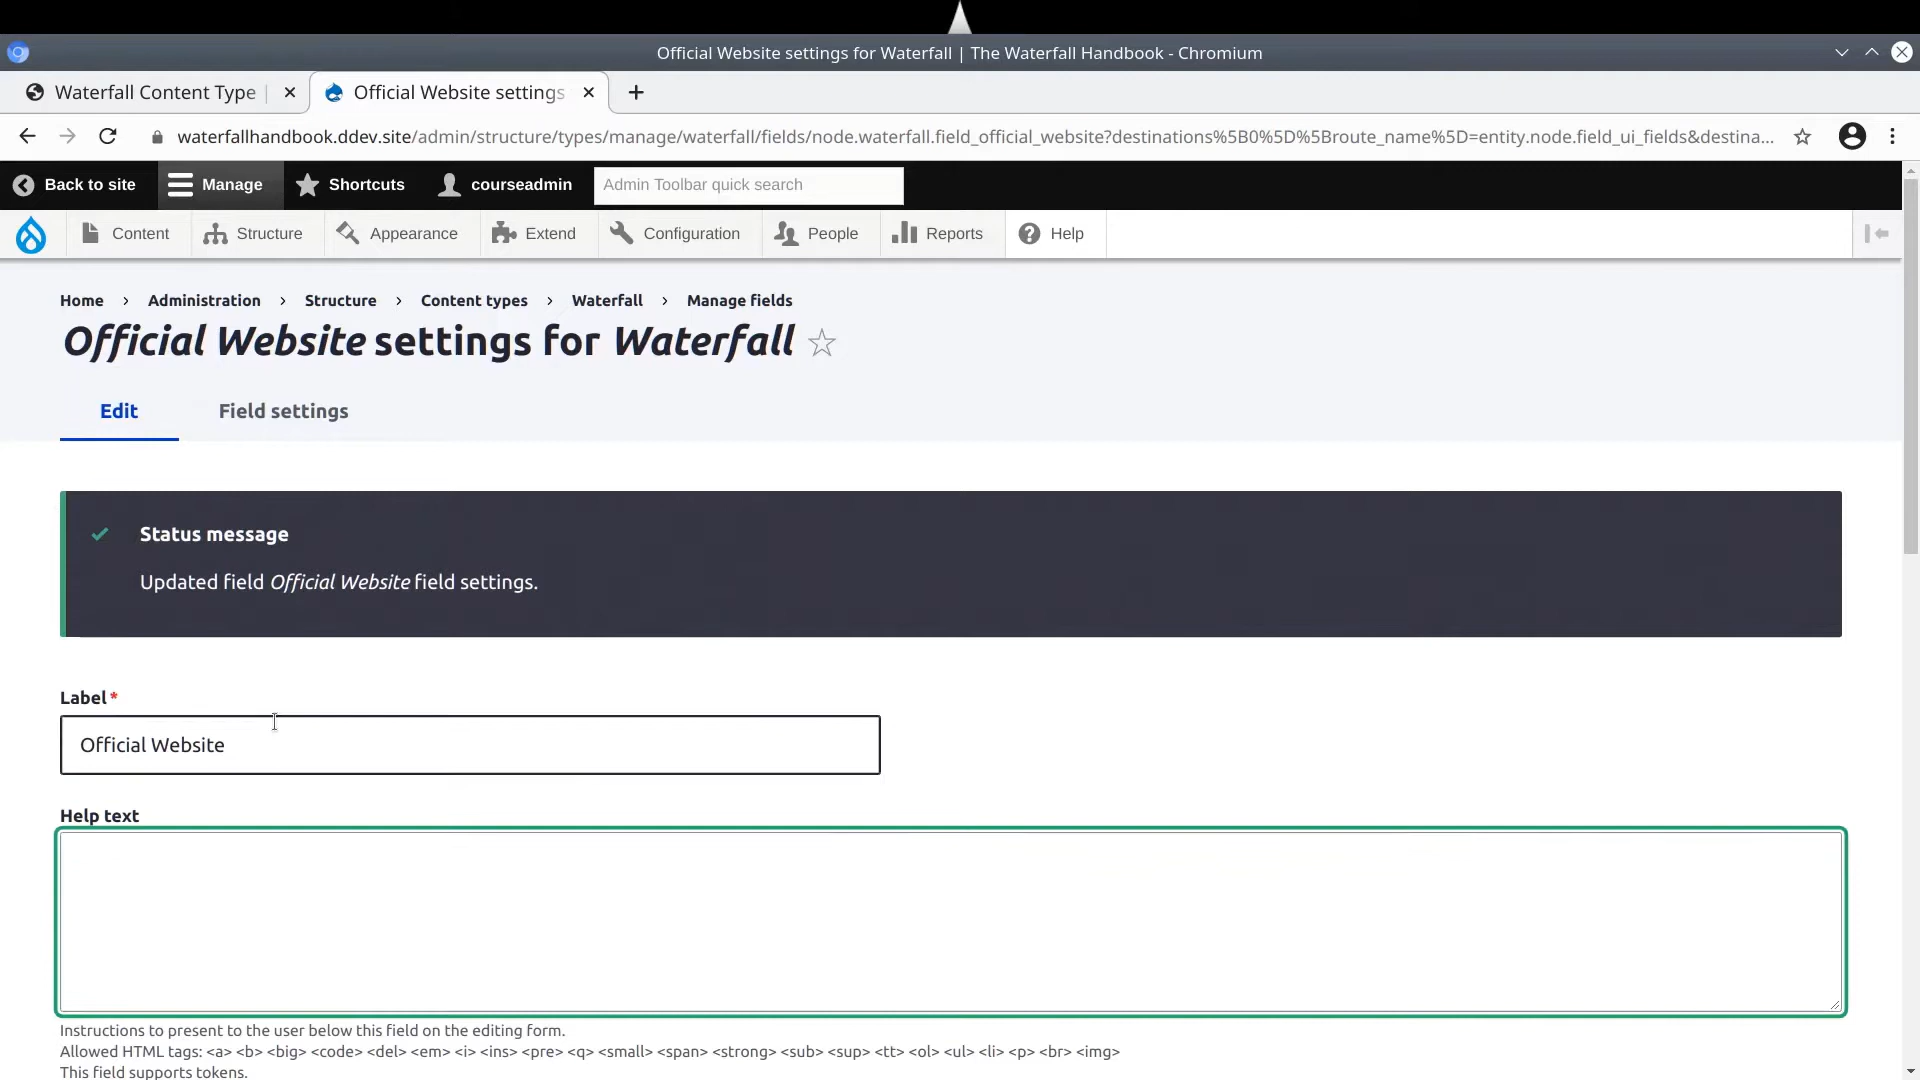 Official Website settings for Waterfall | The Waterfall Handbook - Chromium
Waterfall Content Type |
Official Website settings
waterfallhandbook.ddev.site/admin/structure/types/manage/waterfall/fields/node.waterfall.field_official_website?destinations%5B0%5D%5Broute_name%5D=entity.node.field_ui_fields&destina...
Back to site
Manage
Shortcuts
courseadmin
Admin Toolbar quick search
Content
Structure
Appearance
Extend
Configuration
People
Reports
Help
Home › Administration › Structure › Content types › Waterfall › Manage fields
Official Website settings for Waterfall
Edit
Field settings
Status message
Updated field Official Website field settings.
Label *
Official Website
Help text
Instructions to present to the user below this field on the editing form.
Allowed HTML tags: <a> <b> <big> <code> <del> <em> <i> <ins> <pre> <q> <small> <span> <strong> <sub> <sup> <tt> <ol> <ul> <li> <p> <br> <img>
This field supports tokens.